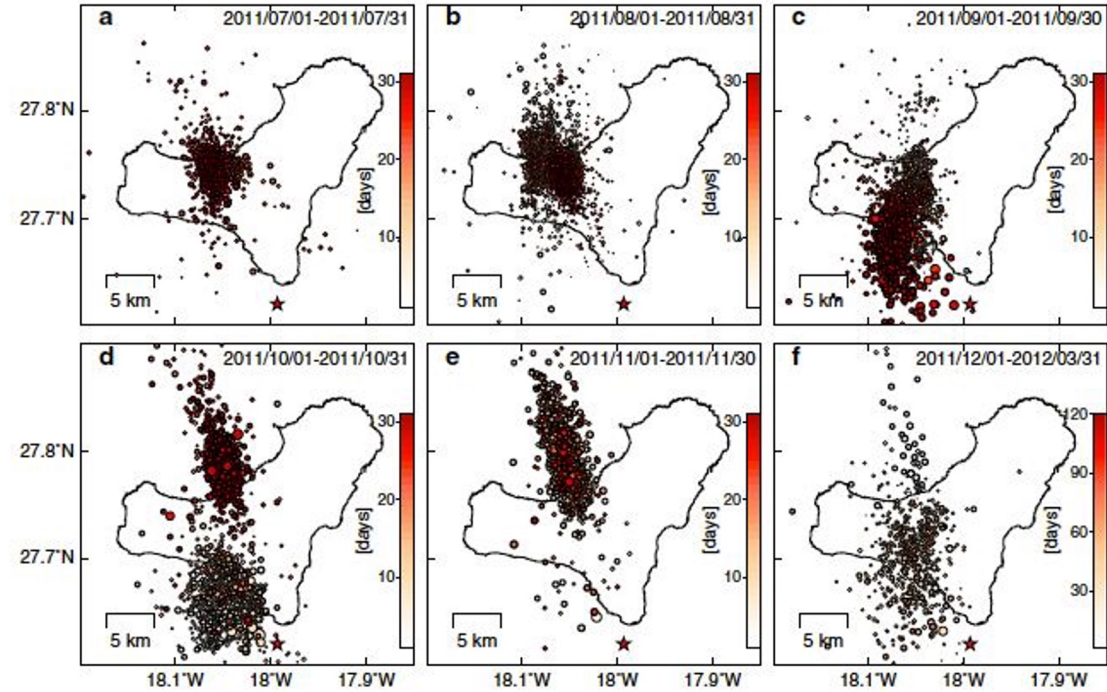 a 2011/07/01-2011/07/31
b 2011/08/01-2011/08/31
c 2011/09/01-2011/09/30
27.8°N
27.7°N
30
20
10
[days]
5 km
30
20
10
[days]
5 km
30
20
10
[days]
5 km
d 2011/10/01-2011/10/31
e 2011/11/01-2011/11/30
f 2011/12/01-2012/03/31
27.8°N
27.7°N
30
20
10
[days]
5 km
30
20
10
[days]
5 km
120
90
60
30
[days]
5 km
18.1°W 18°W 17.9°W
18.1°W 18°W 17.9°W
18.1°W 18°W 17.9°W